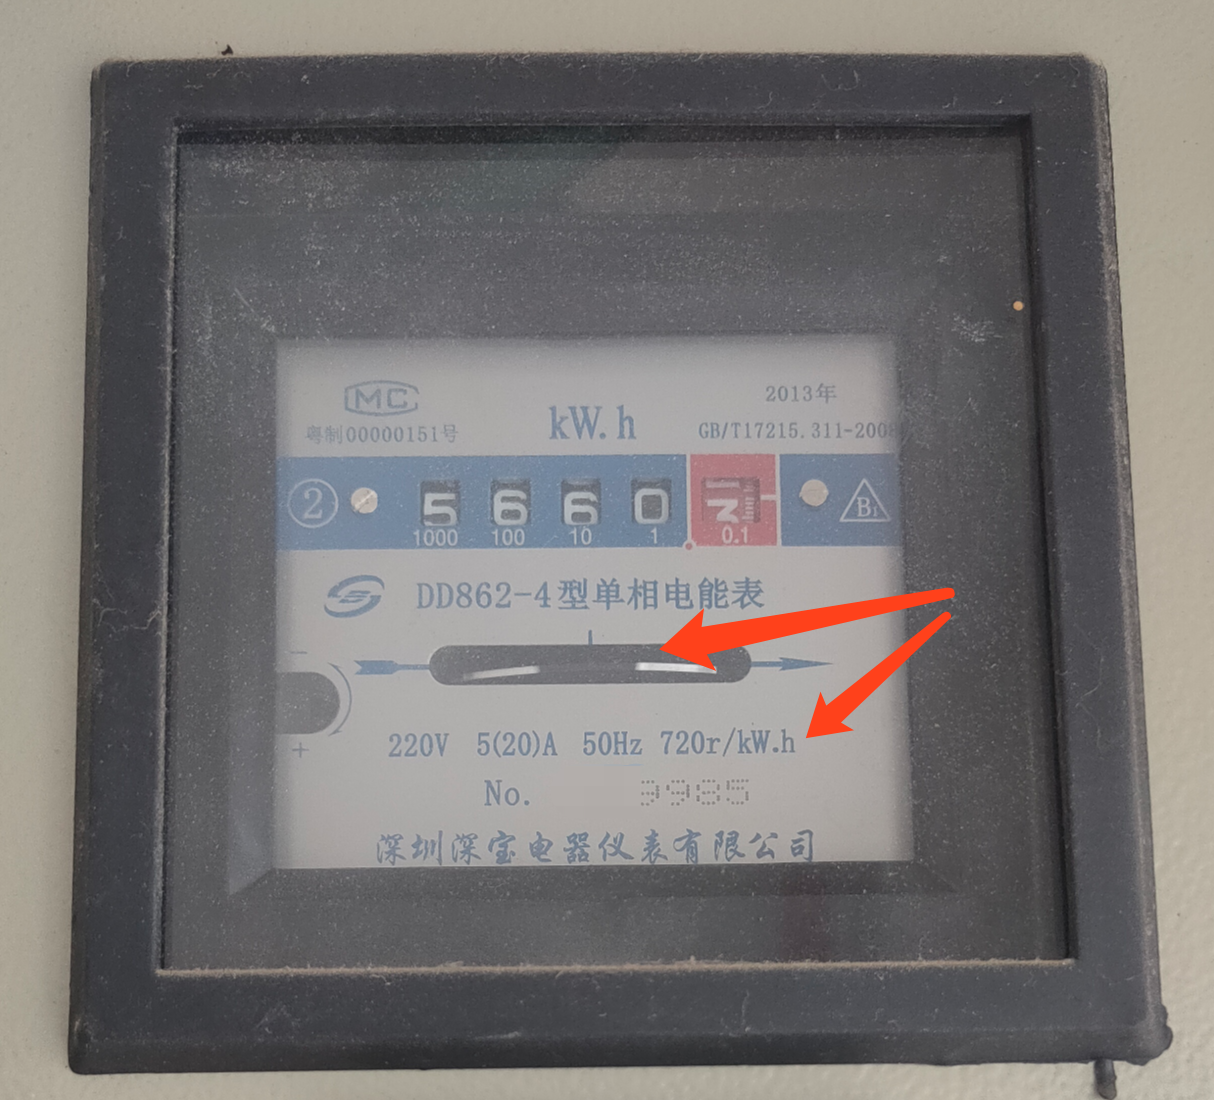 MC
2013年
粤制00000151号
kW.h
GB/T17215.311-2008
② 5 6 6 0 B₁
1000 100 10 1 0.1
DD862-4型单相电能表
+
220V 5(20)A 50Hz 720r/kW.h
No. 9985
深圳深宝电器仪表有限公司